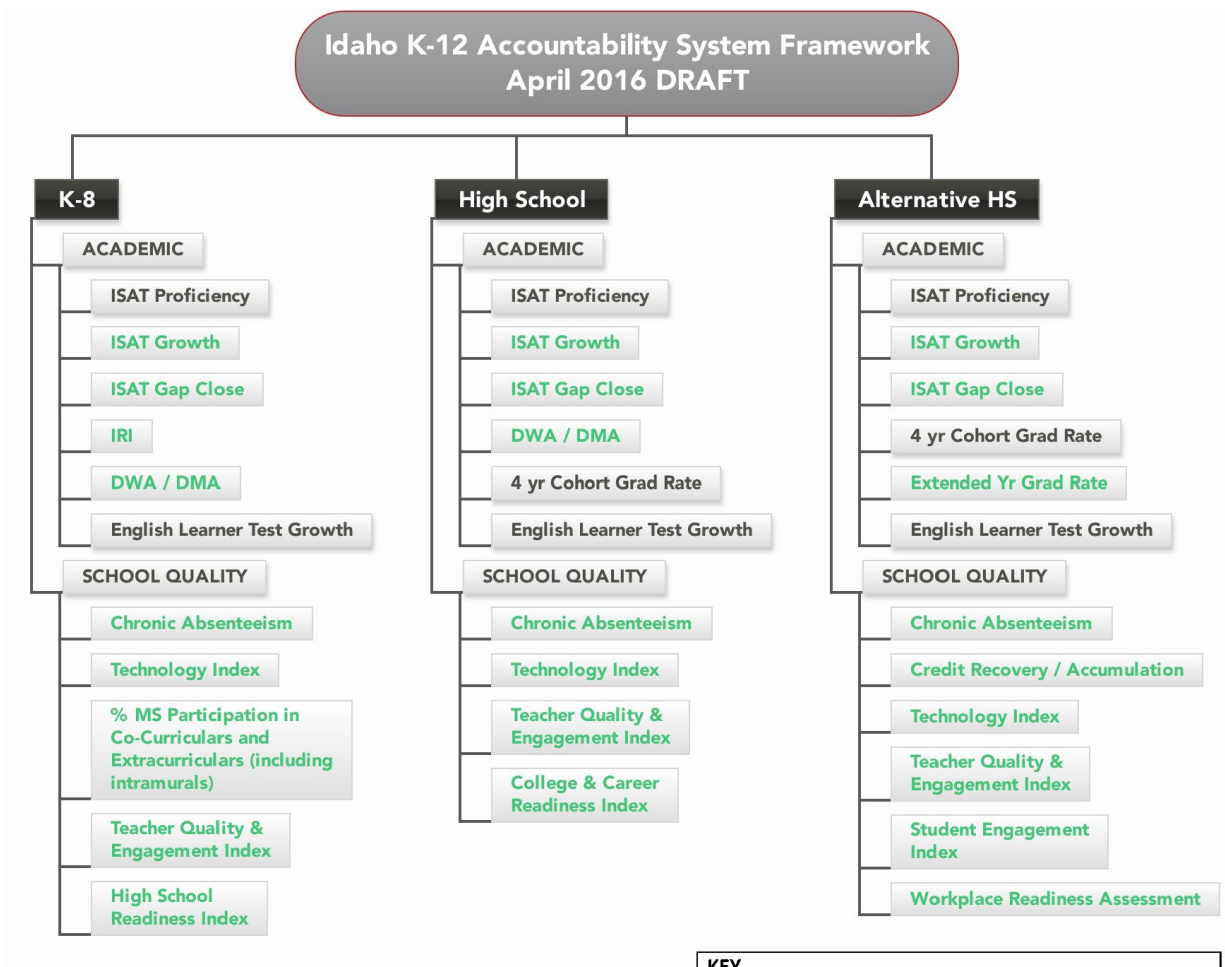 Idaho K-12 Accountability System Framework
April 2016 DRAFT
K-8
ACADEMIC
ISAT Proficiency
ISAT Growth
ISAT Gap Close
IRI
DWA / DMA
English Learner Test Growth
SCHOOL QUALITY
Chronic Absenteeism
Technology Index
% MS Participation in
Co-Curriculars and
Extracurriculars (including
intramurals)
Teacher Quality &
Engagement Index
High School
Readiness Index
High School
ACADEMIC
ISAT Proficiency
ISAT Growth
ISAT Gap Close
DWA / DMA
4 yr Cohort Grad Rate
English Learner Test Growth
SCHOOL QUALITY
Chronic Absenteeism
Technology Index
Teacher Quality &
Engagement Index
College & Career
Readiness Index
Alternative HS
ACADEMIC
ISAT Proficiency
ISAT Growth
ISAT Gap Close
4 yr Cohort Grad Rate
Extended Yr Grad Rate
English Learner Test Growth
SCHOOL QUALITY
Chronic Absenteeism
Credit Recovery / Accumulation
Technology Index
Teacher Quality &
Engagement Index
Student Engagement
Index
Workplace Readiness Assessment
KEY